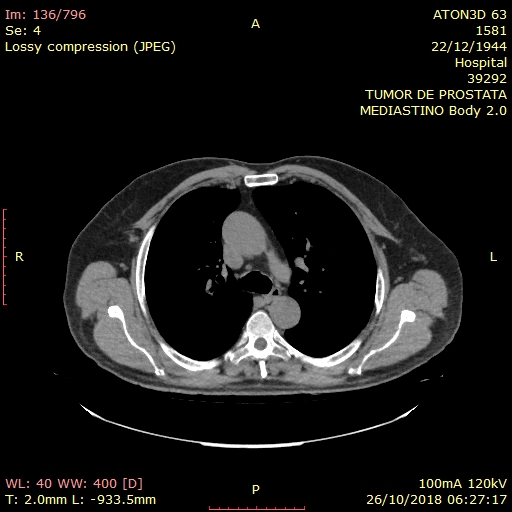 Im: 136/796
Se: 4
Lossy compression (JPEG)
A
ATON3D 63
1581
22/12/1944
Hospital
39292
TUMOR DE PROSTATA
MEDIASTINO Body 2.0
R
L
WL: 40 WW: 400 [D]
T: 2.0mm L: -933.5mm
P
100mA 120kV
26/10/2018 06:27:17